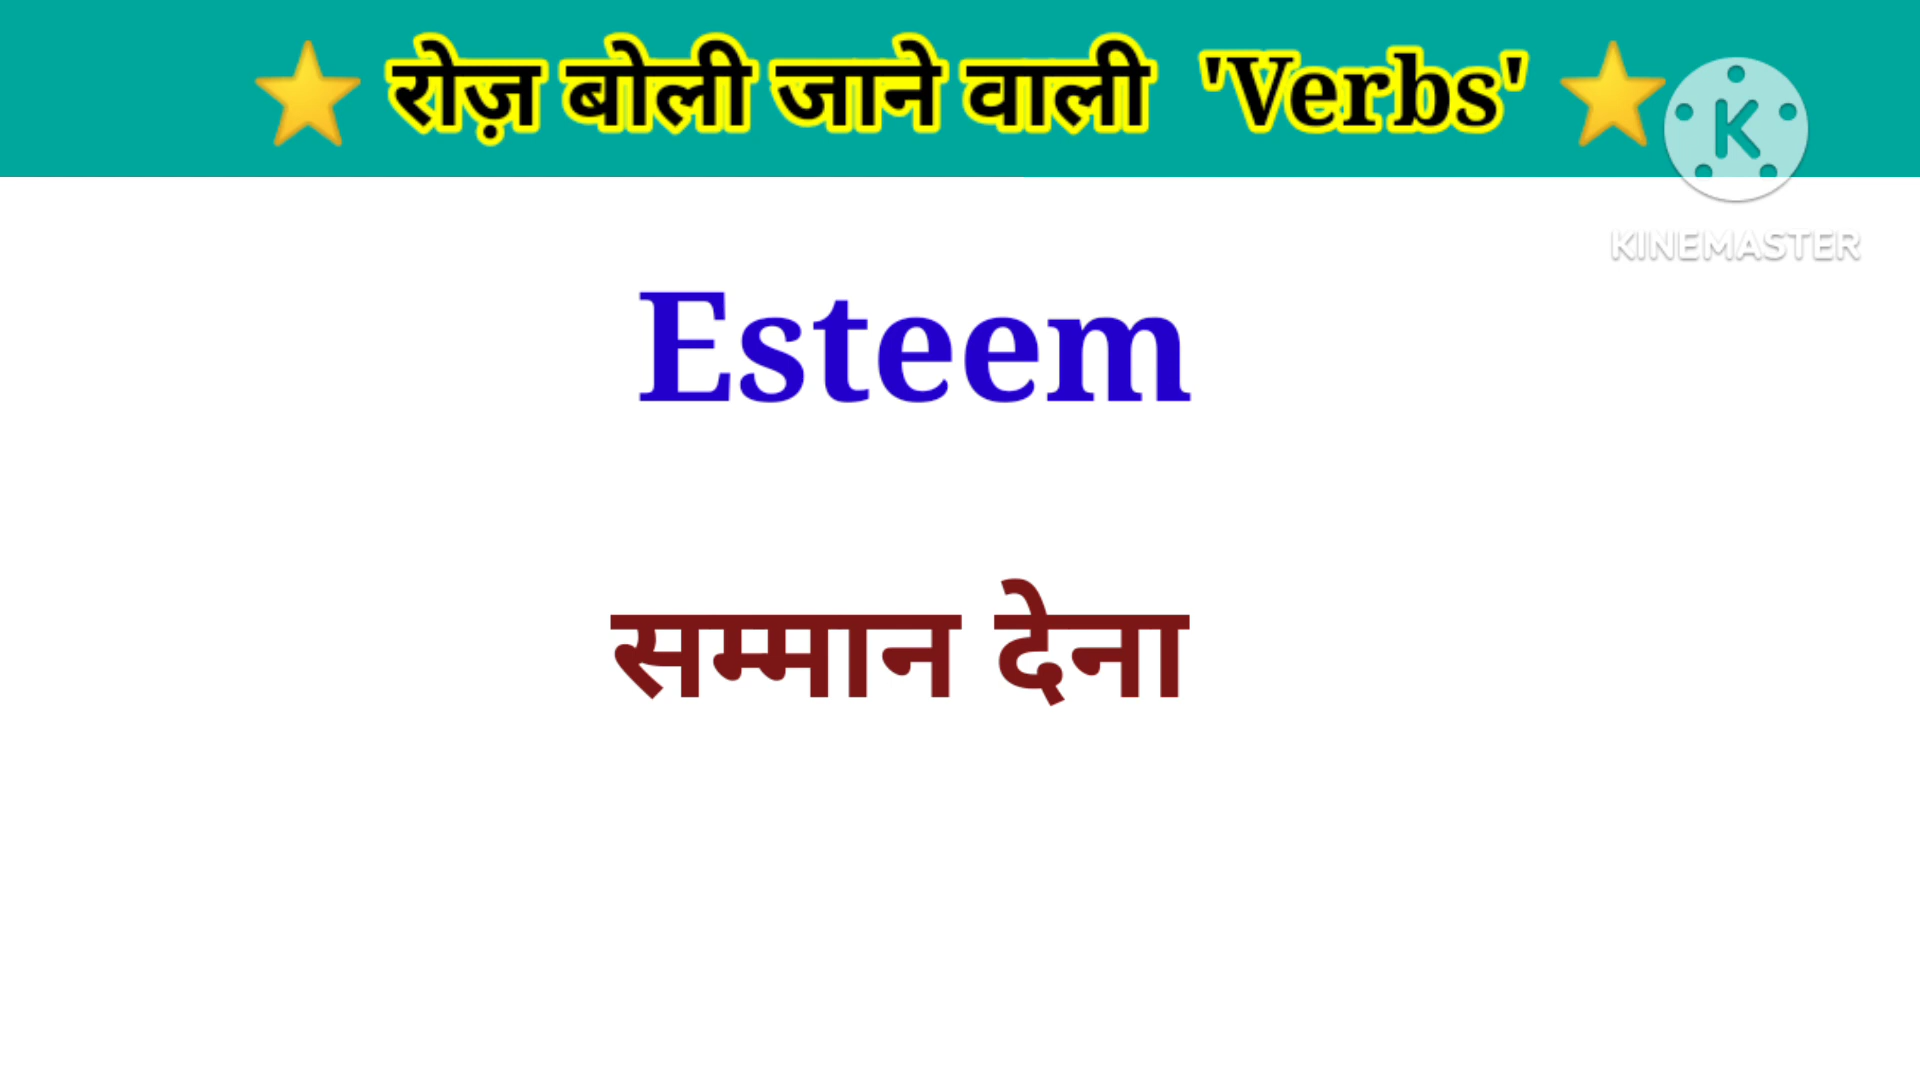 ⭐ रोज़ बोली जाने वाली 'Verbs' ⭐
K
KINEMASTER
Esteem
सम्मान देना